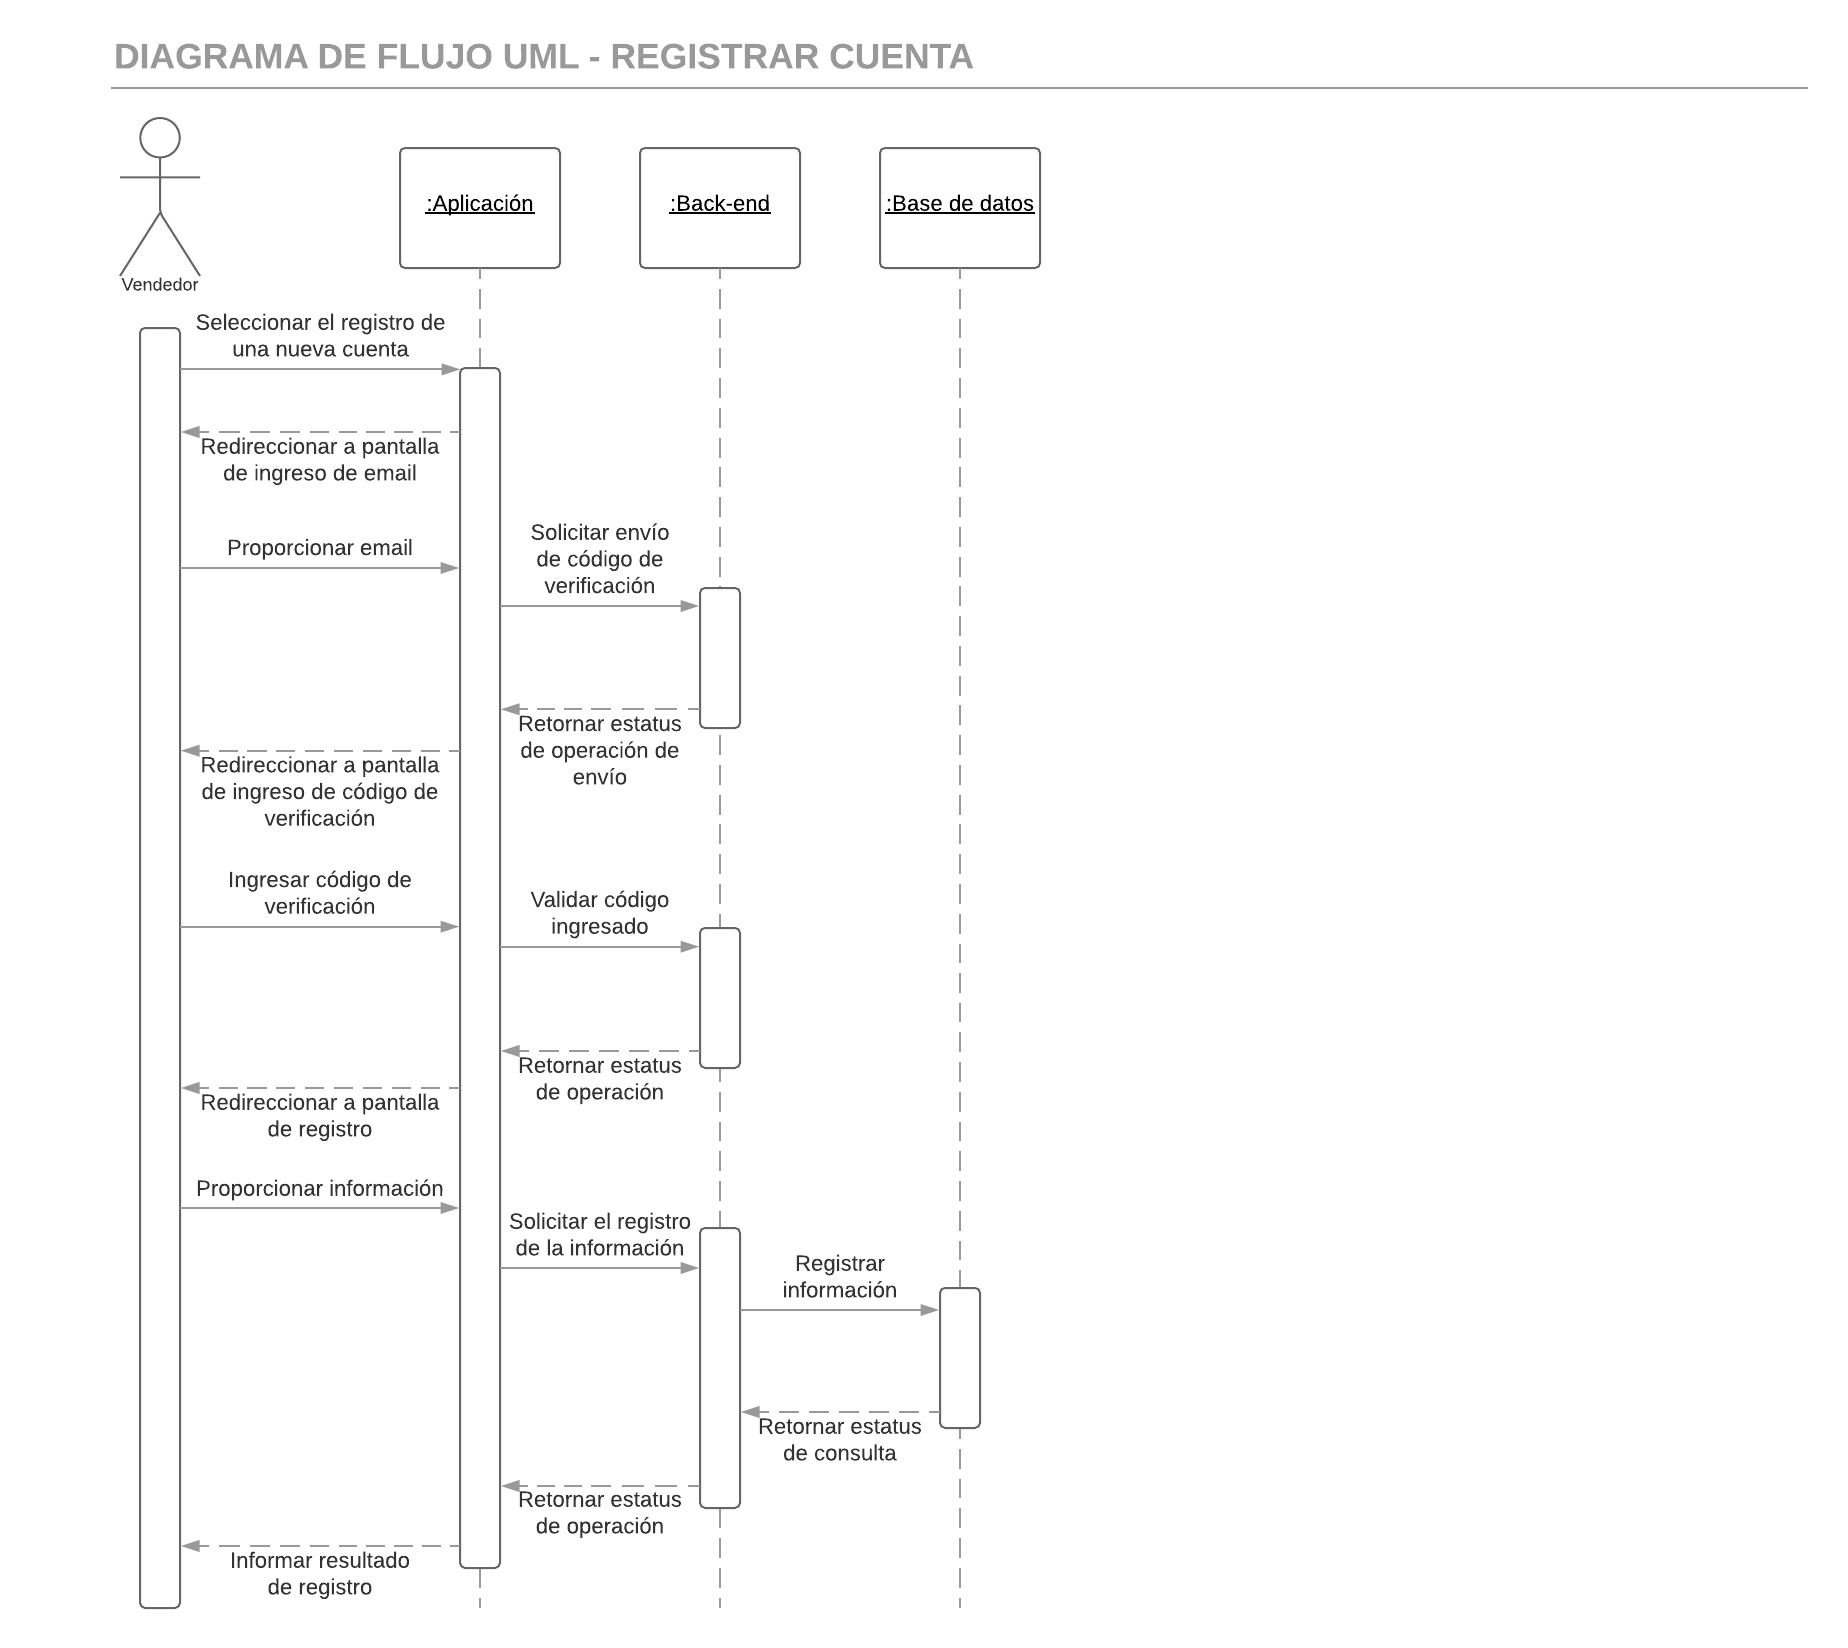 DIAGRAMA DE FLUJO UML - REGISTRAR CUENTA
:Aplicación
:Back-end
:Base de datos
Vendedor
Seleccionar el registro de
una nueva cuenta
Redireccionar a pantalla
de ingreso de email
Proporcionar email
Solicitar envío
de código de
verificación
Retornar estatus
de operación de
envío
Redireccionar a pantalla
de ingreso de código de
verificación
Ingresar código de
verificación
Validar código
ingresado
Retornar estatus
de operación
Redireccionar a pantalla
de registro
Proporcionar información
Solicitar el registro
de la información
Registrar
información
Retornar estatus
de consulta
Retornar estatus
de operación
Informar resultado
de registro